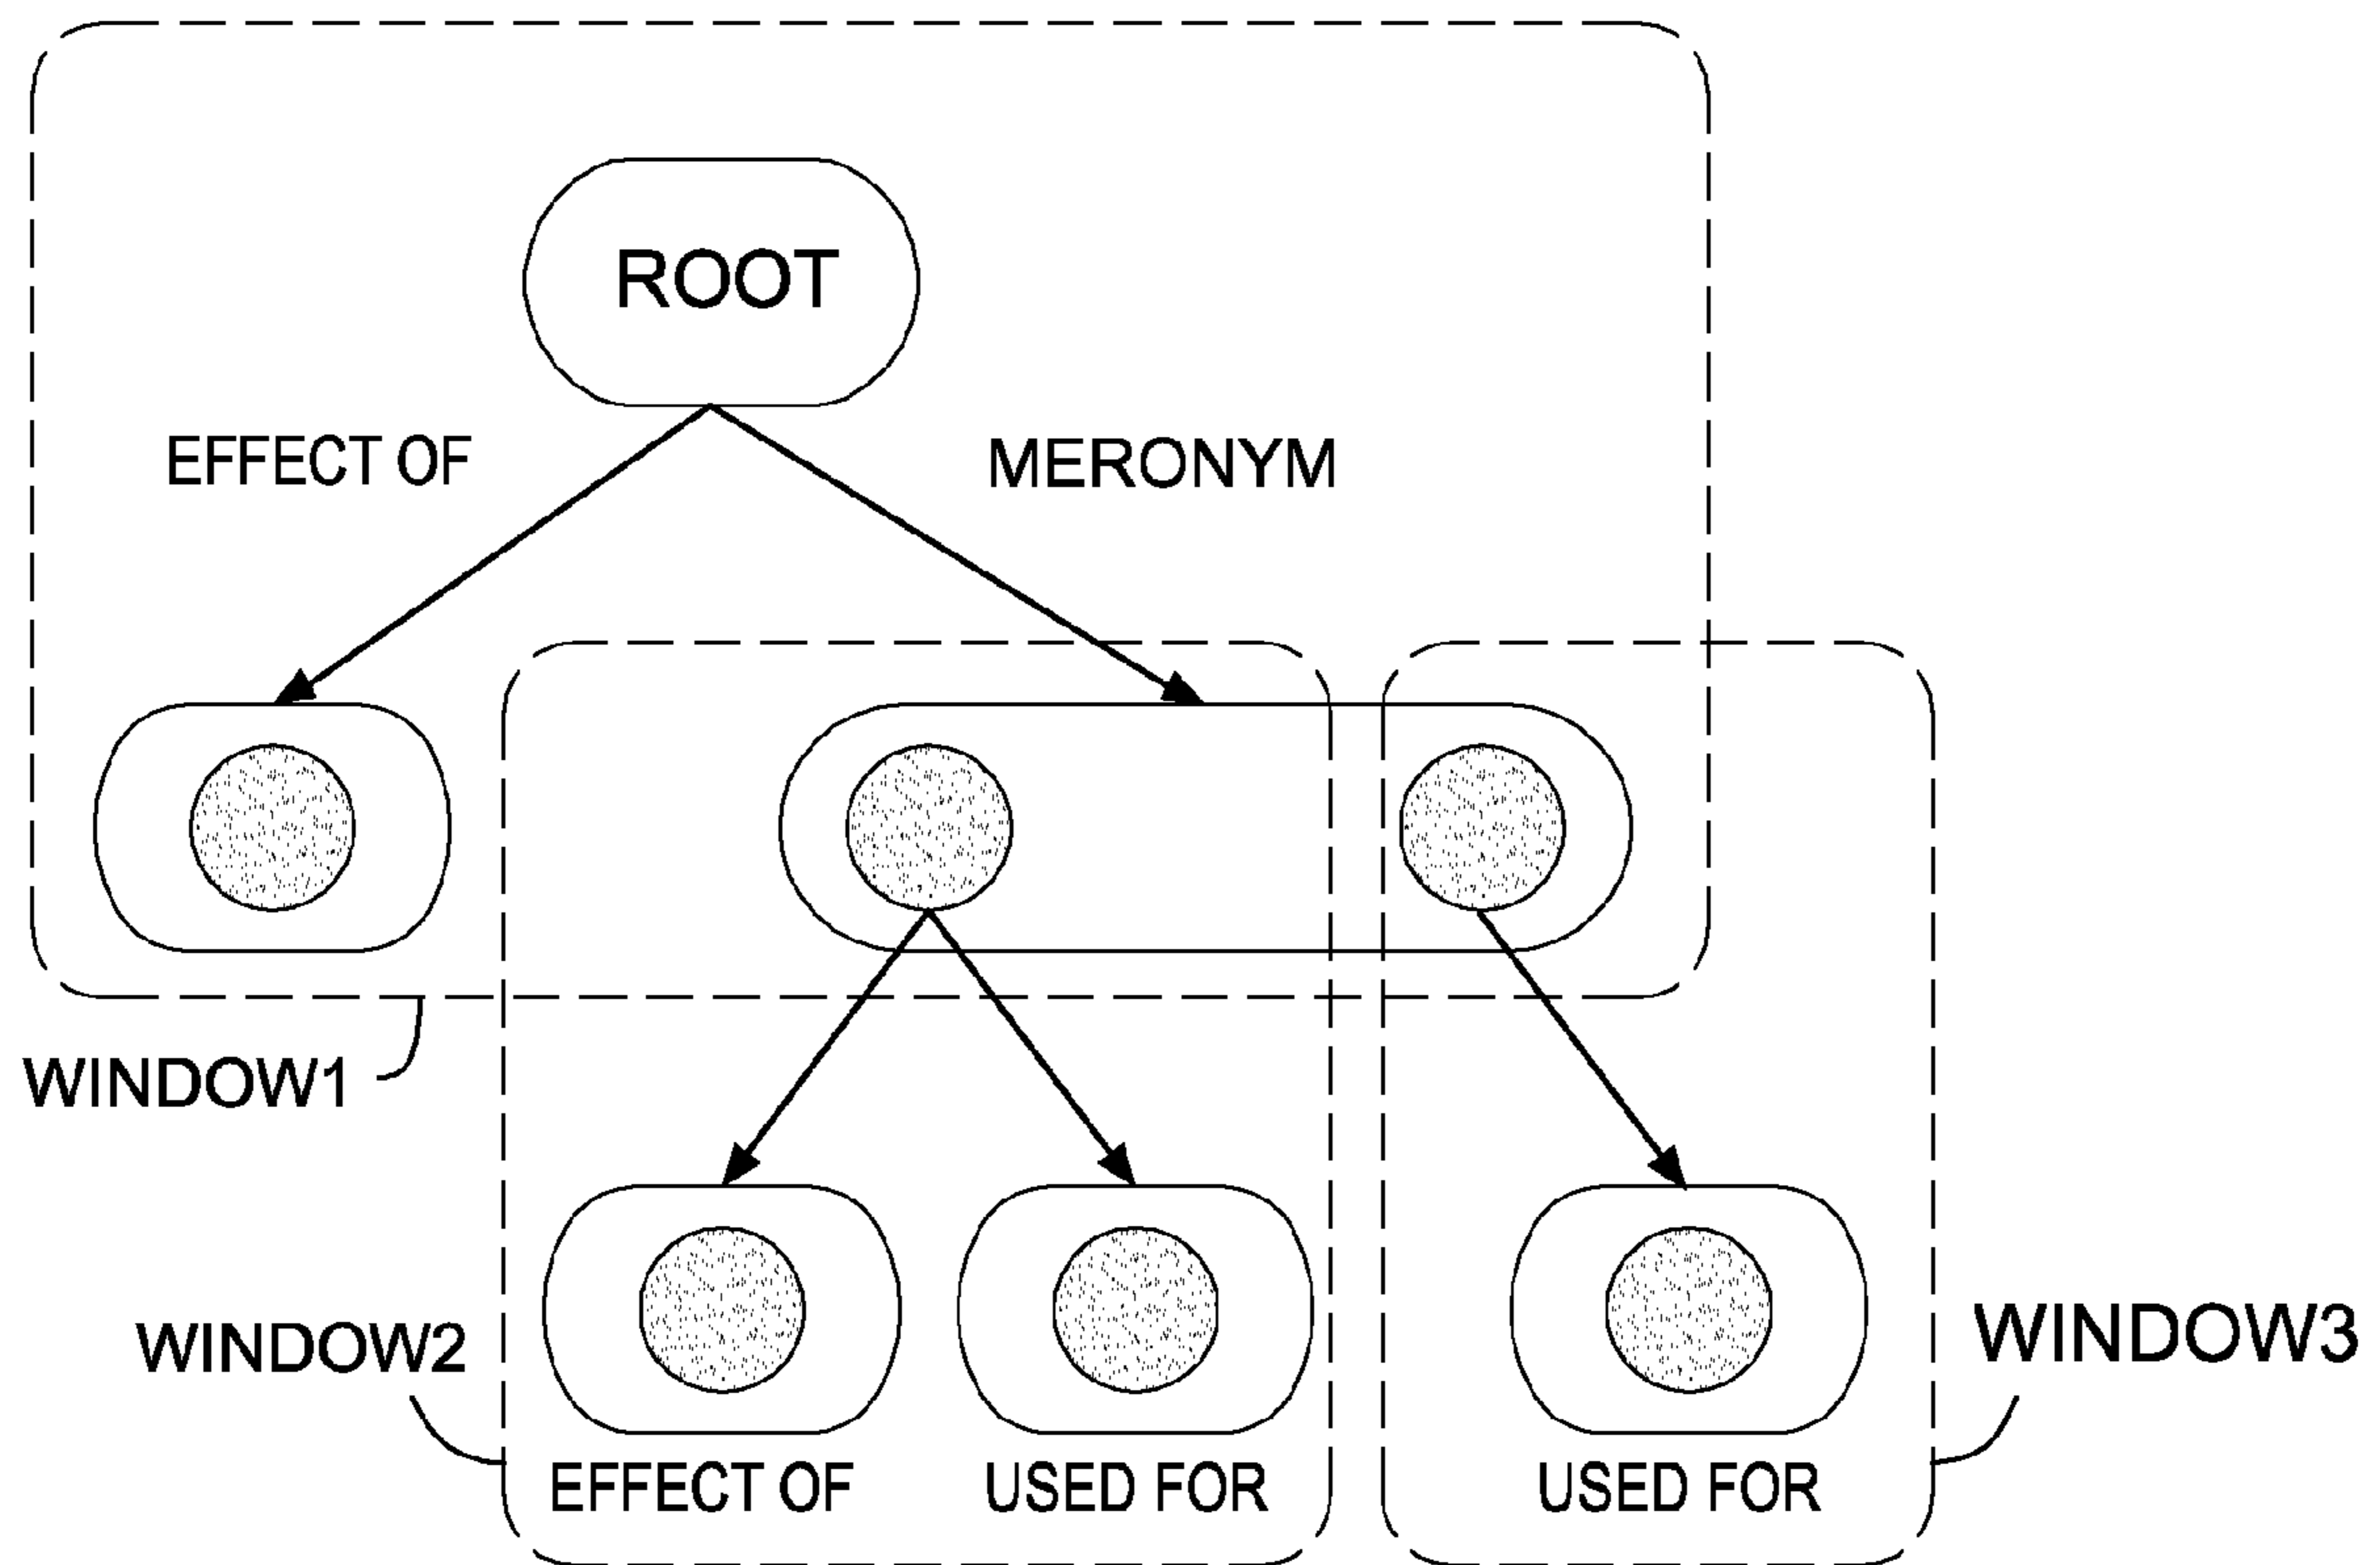 ROOT
EFFECT OF
MERONYM
WINDOW1
WINDOW2
WINDOW3
EFFECT OF
USED FOR
USED FOR